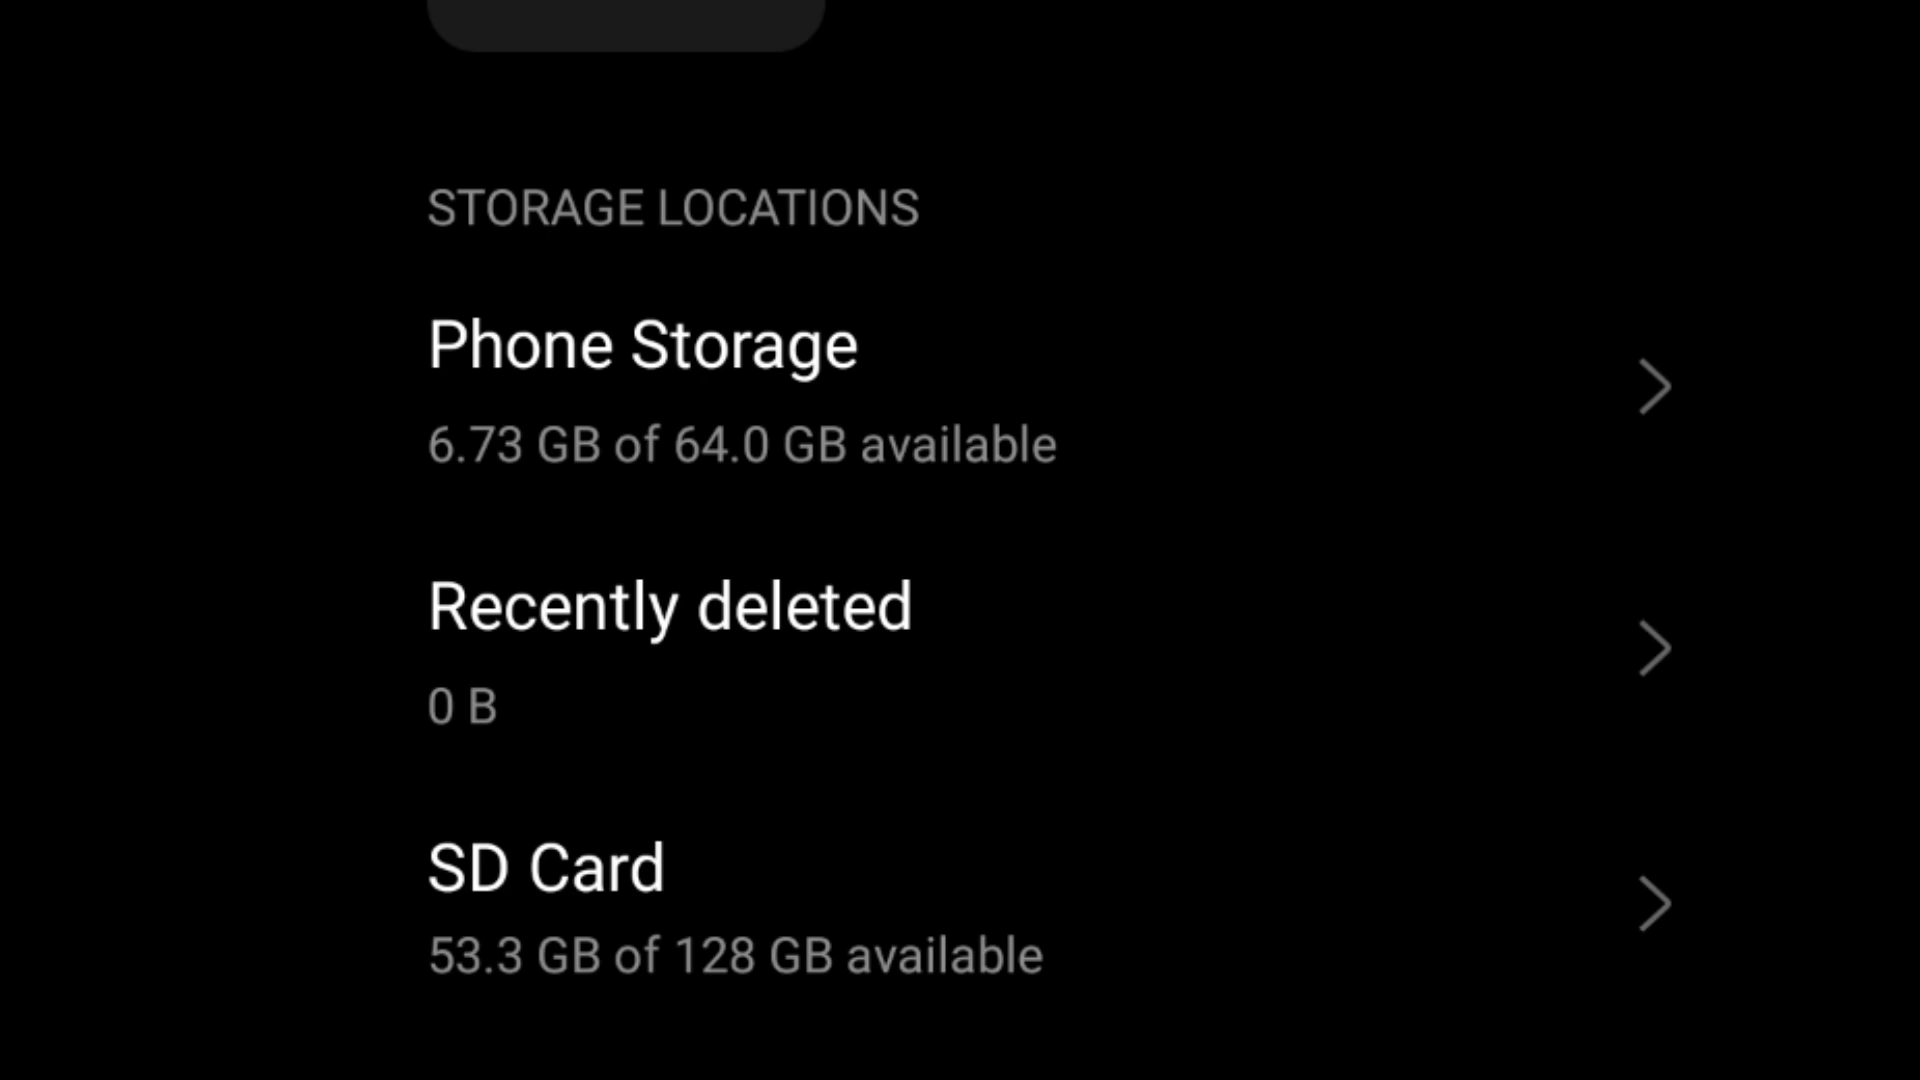 STORAGE LOCATIONS
Phone Storage
6.73 GB of 64.0 GB available
Recently deleted
0 B
SD Card
53.3 GB of 128 GB available